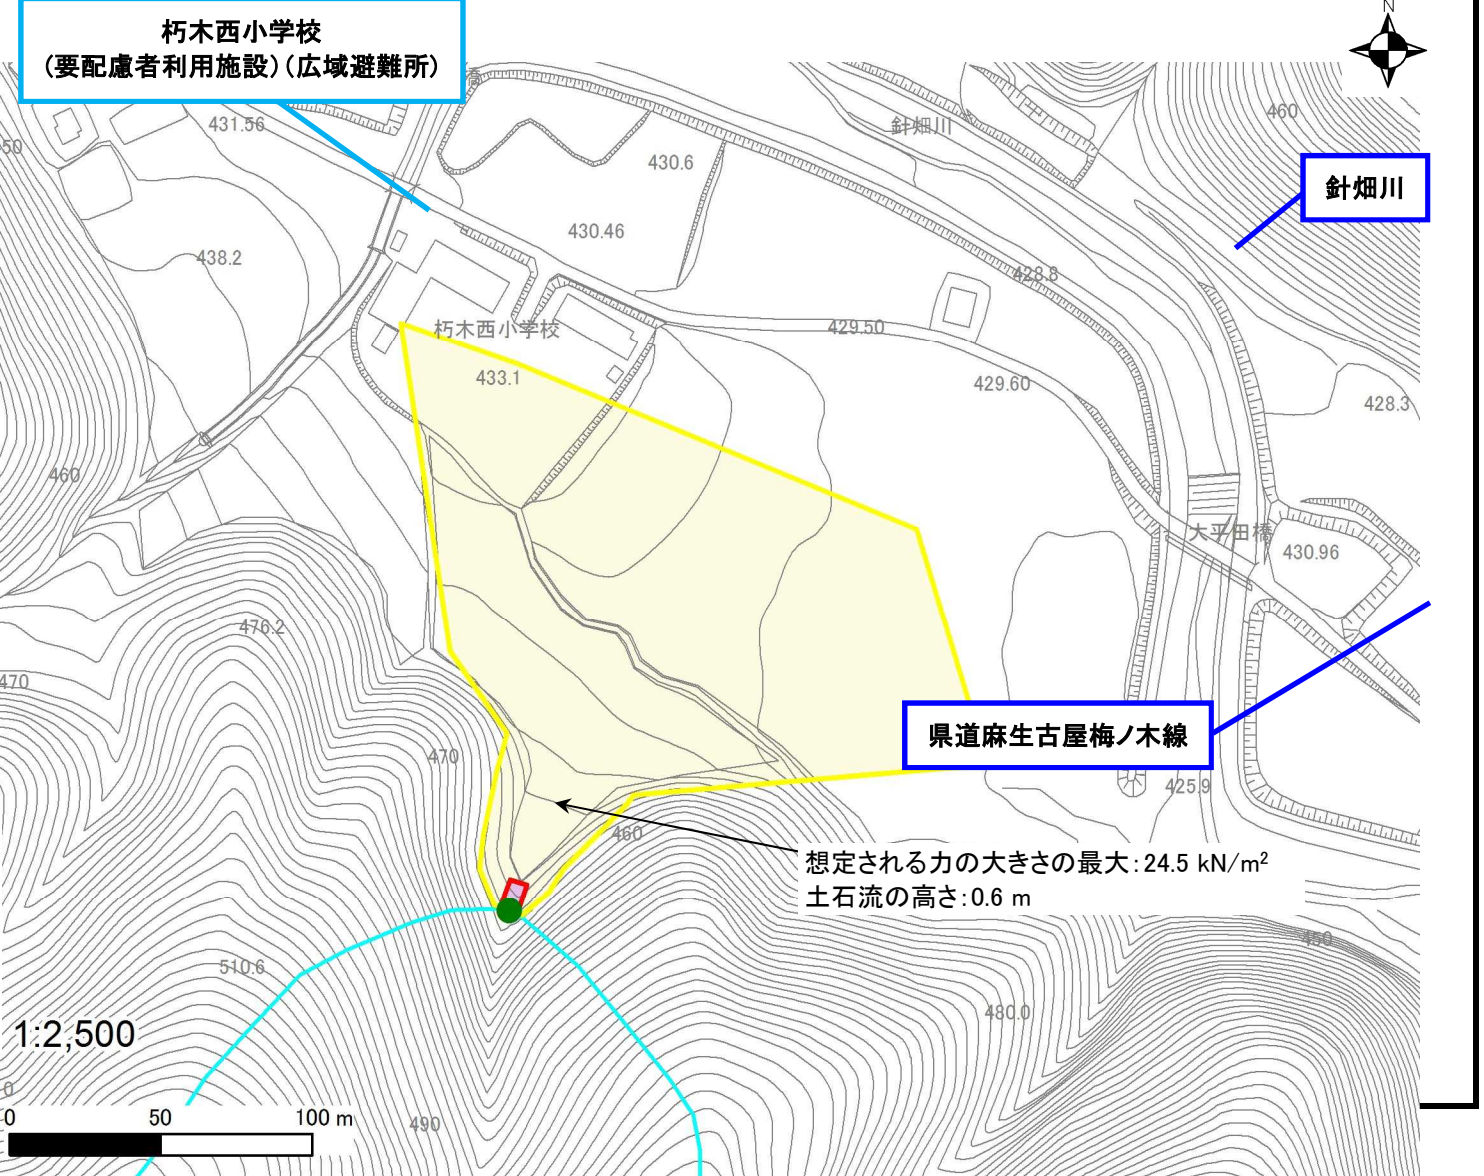 朽木西小学校
(要配慮者利用施設)(広域避難所)
N
橋
431.56
針畑川
460
50
430.6
針畑川
430.46
438.2
428.8
朽木西小学校
429.50
433.1
429.60
428.3
460
大平田橋
430.96
476.2
470
県道麻生古屋梅ノ木線
470
425.9
460
想定される力の大きさの最大:24.5 kN/m²
土石流の高さ:0.6 m
450
510.6
480.0
1:2,500
0
0 50 100 m
490